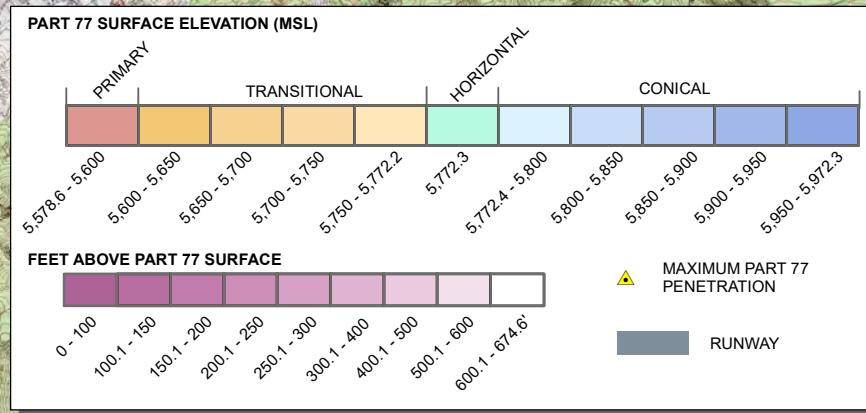 PART 77 SURFACE ELEVATION (MSL)
PRIMARY
TRANSITIONAL
HORIZONTAL
CONICAL
5,578.6 - 5,600
5,600 - 5,650
5,650 - 5,700
5,700 - 5,750
5,750 - 5,772.2
5,772.3
5,772.4 - 5,800
5,800 - 5,850
5,850 - 5,900
5,900 - 5,950
5,950 - 5,972.3
FEET ABOVE PART 77 SURFACE
0 - 100
100.1 - 150
150.1 - 200
200.1 - 250
250.1 - 300
300.1 - 400
400.1 - 500
500.1 - 600
600.1 - 674.6'
MAXIMUM PART 77
PENETRATION
RUNWAY